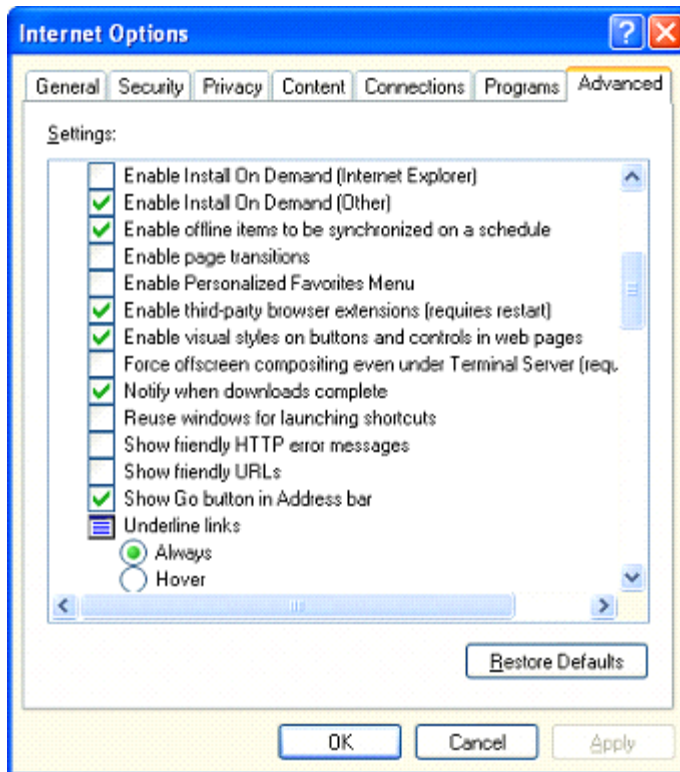 Internet Options
General Security Privacy Content Connections Programs Advanced
Settings:
Enable Install On Demand (Internet Explorer)
Enable Install On Demand (Other)
Enable offline items to be synchronized on a schedule
Enable page transitions
Enable Personalized Favorites Menu
Enable third-party browser extensions (requires restart)
Enable visual styles on buttons and controls in web pages
Force offscreen compositing even under Terminal Server (requ
Notify when downloads complete
Reuse windows for launching shortcuts
Show friendly HTTP error messages
Show friendly URLs
Show Go button in Address bar
Underline links
Always
Hover
Restore Defaults
OK Cancel Apply